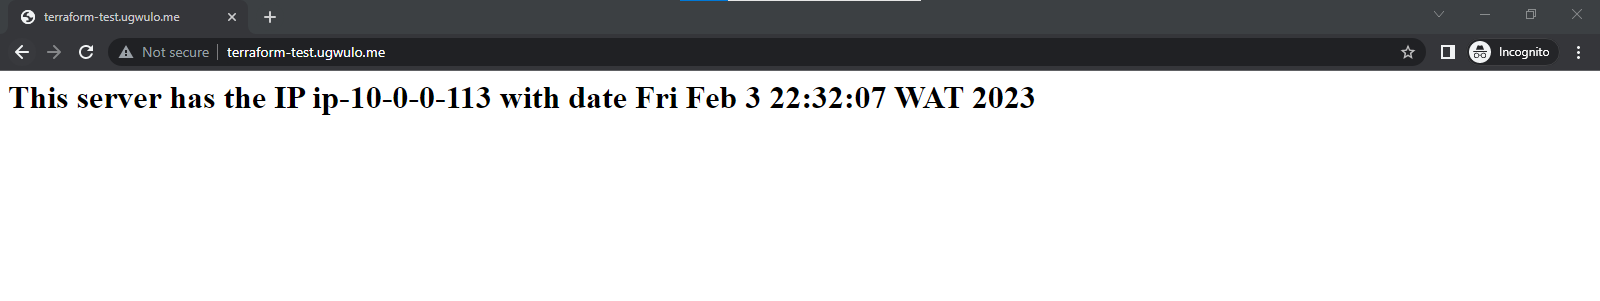 terraform-test.ugwulo.me
Not secure terraform-test.ugwulo.me Incognito
This server has the IP ip-10-0-0-113 with date Fri Feb 3 22:32:07 WAT 2023